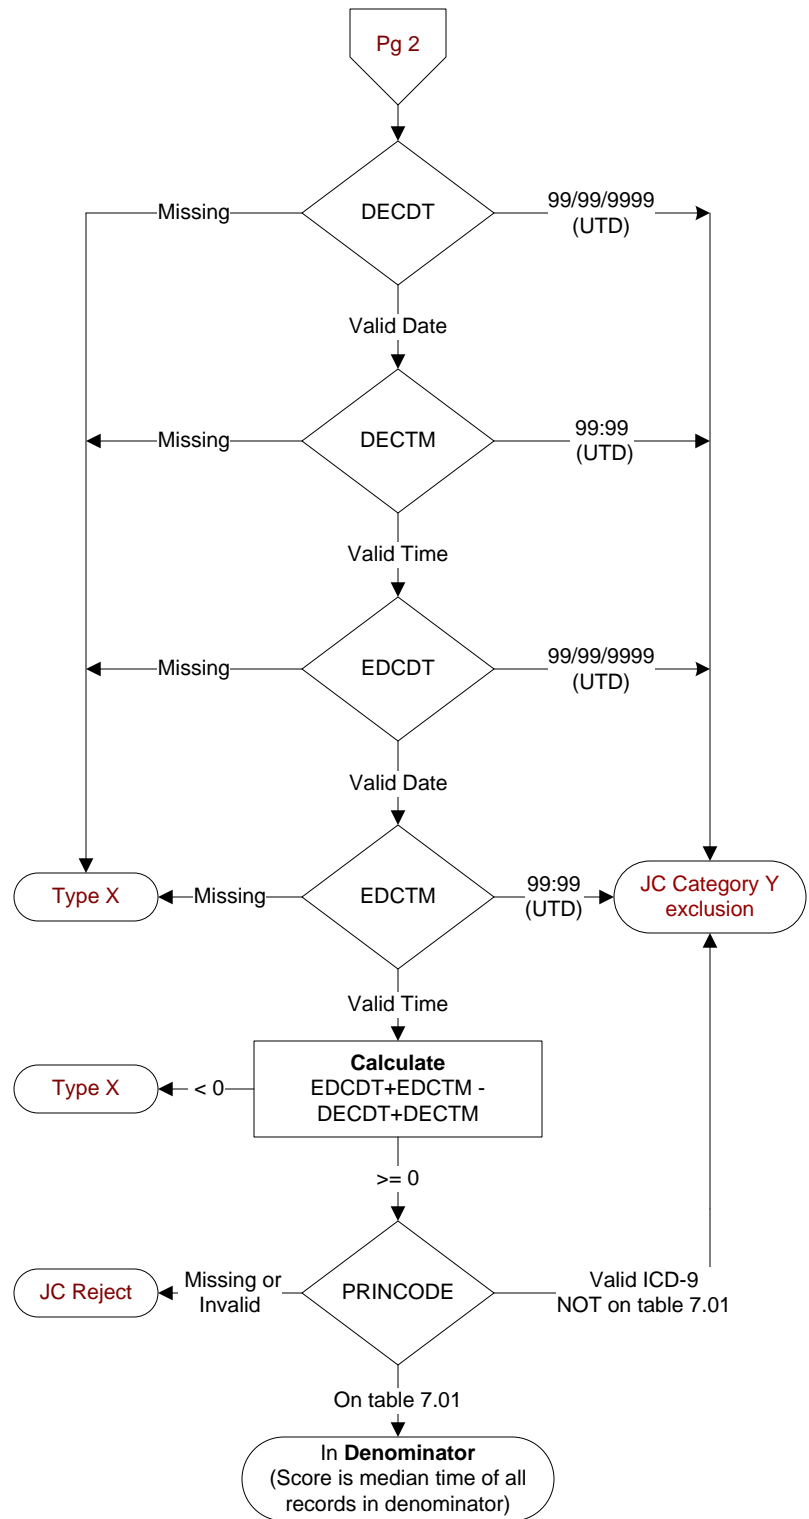 Pg 2
DECDT
Missing
99/99/9999
(UTD)
Valid Date
DECTM
Missing
99:99
(UTD)
Valid Time
EDCDT
Missing
99/99/9999
(UTD)
Valid Date
EDCTM
Missing
Type X
99:99
(UTD)
JC Category Y
exclusion
Valid Time
Calculate
EDCDT+EDCTM -
DECDT+DECTM
< 0
Type X
>= 0
PRINCODE
Missing or
Invalid
JC Reject
Valid ICD-9
NOT on table 7.01
On table 7.01
In Denominator
(Score is median time of all
records in denominator)